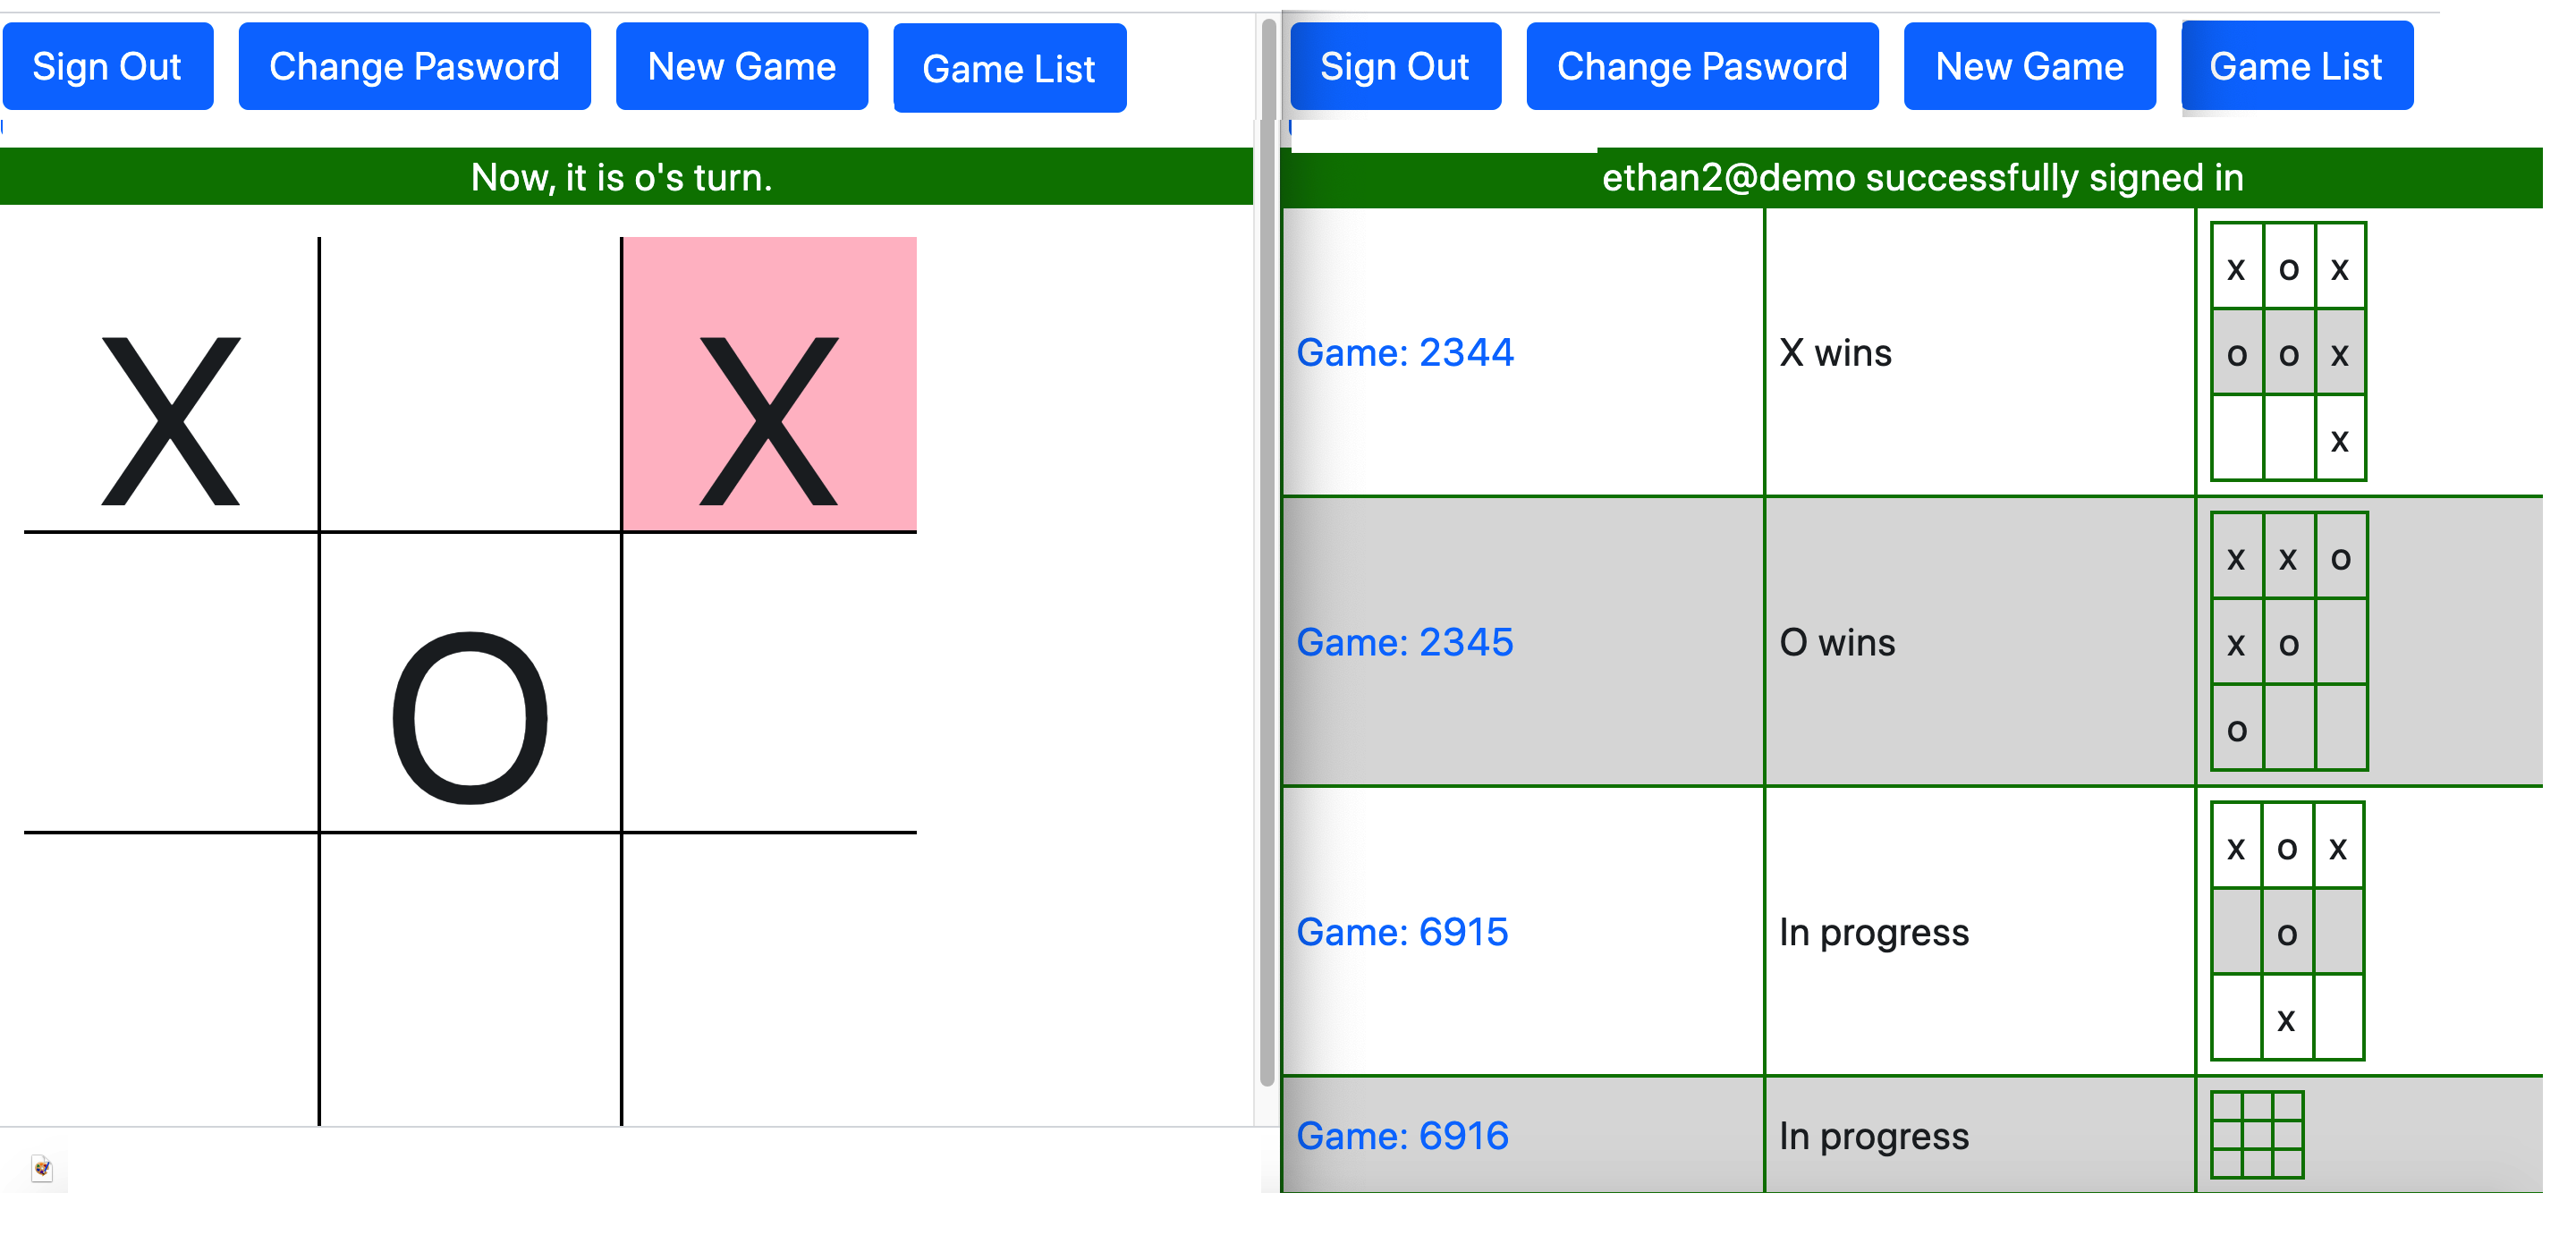 Sign Out Change Pasword New Game Game List
Now, it is o's turn.
X X
O
Sign Out Change Pasword New Game Game List
ethan2@demo successfully signed in
x o x
Game: 2344 X wins o o x
x
x x o
Game: 2345 O wins x o
o
x o x
Game: 6915 In progress o
x
Game: 6916 In progress